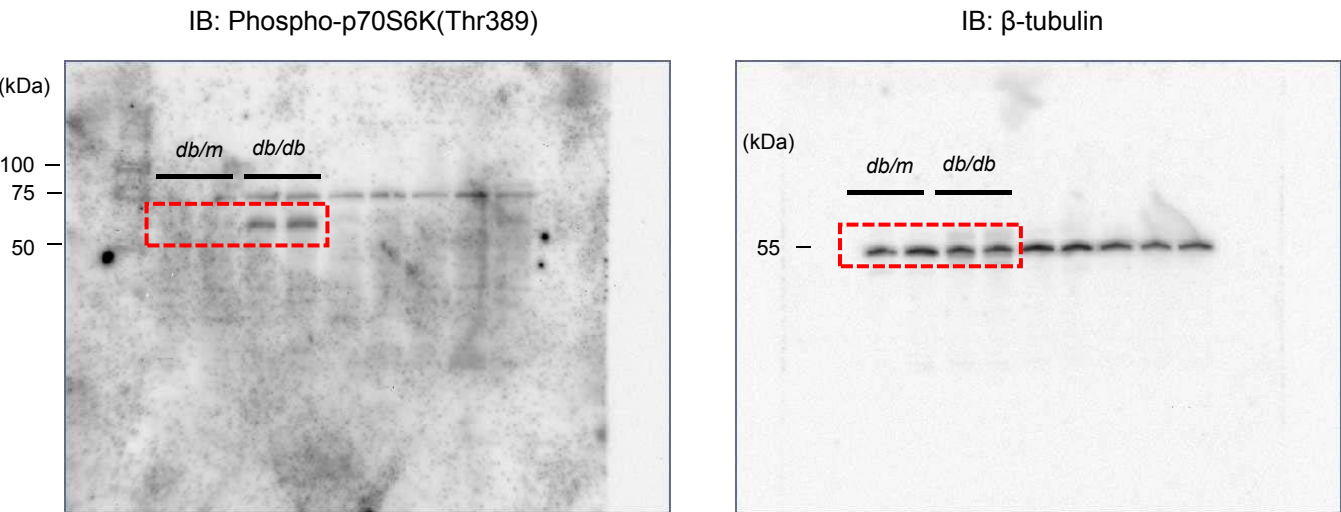 IB: Phospho-p70S6K(Thr389)
(kDa)
db/m db/db
100
75
50
IB: β-tubulin
(kDa)
db/m db/db
55